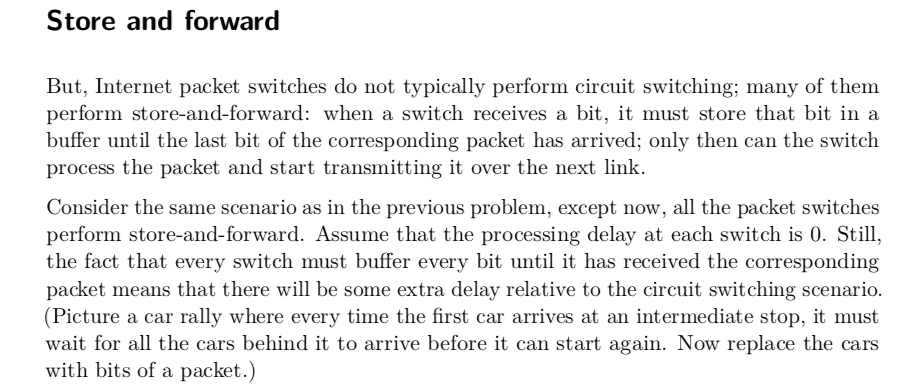 Store and forward
But, Internet packet switches do not typically perform circuit switching; many of them
perform store-and-forward: when a switch receives a bit, it must store that bit in a
buffer until the last bit of the corresponding packet has arrived; only then can the switch
process the packet and start transmitting it over the next link.
Consider the same scenario as in the previous problem, except now, all the packet switches
perform store-and-forward. Assume that the processing delay at each switch is 0. Still,
the fact that every switch must buffer every bit until it has received the corresponding
packet means that there will be some extra delay relative to the circuit switching scenario.
(Picture a car rally where every time the first car arrives at an intermediate stop, it must
wait for all the cars behind it to arrive before it can start again. Now replace the cars
with bits of a packet.)